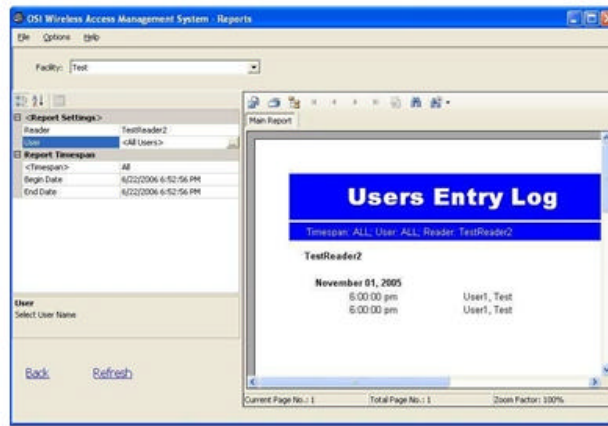 OSI Wireless Access Management System - Reports
File Options Help
Facility: Test
<Report Settings>
Reader TestReader2
User <All Users>
Report Timespan
<Timespan> All
Begin Date 6/22/2006 6:52:56 PM
End Date 6/22/2006 6:52:56 PM
User
Select User Name
Back Refresh
Main Report
Users Entry Log
Timespan: ALL; User: ALL; Reader: TestReader2
TestReader2
November 01, 2005
6:00:00 pm User1, Test
6:00:00 pm User1, Test
Current Page No.: 1 Total Page No.: 1 Zoom Factor: 100%